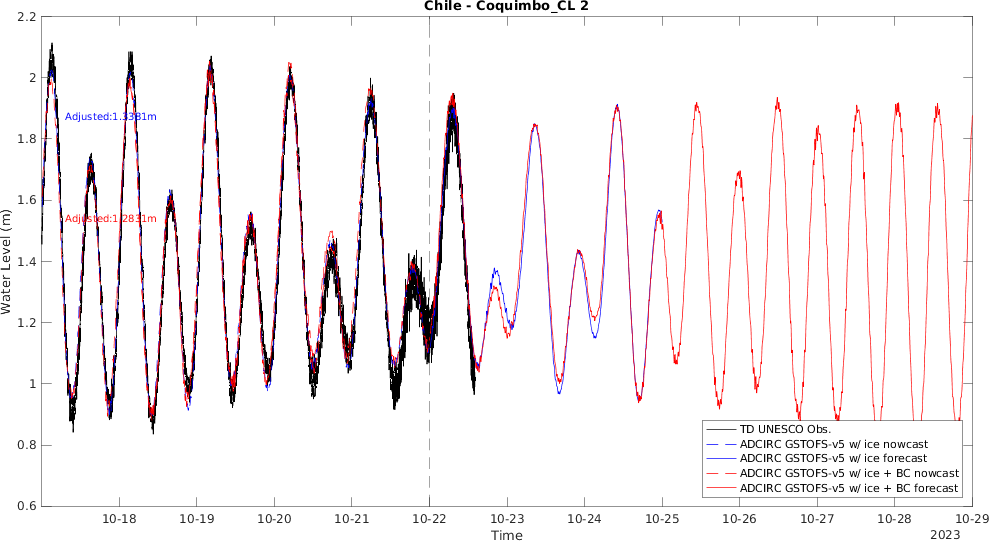 Chile - Coquimbo_CL 2
2.2
2
1.8
1.6
1.4
1.2
1
0.8
0.6
Water Level (m)
Adjusted:1.3381m
Adjusted:1.2831m
TD UNESCO Obs.
ADCIRC GSTOFS-v5 w/ ice nowcast
ADCIRC GSTOFS-v5 w/ ice forecast
ADCIRC GSTOFS-v5 w/ ice + BC nowcast
ADCIRC GSTOFS-v5 w/ ice + BC forecast
10-18 10-19 10-20 10-21 10-22 10-23 10-24 10-25 10-26 10-27 10-28 10-29
Time
2023